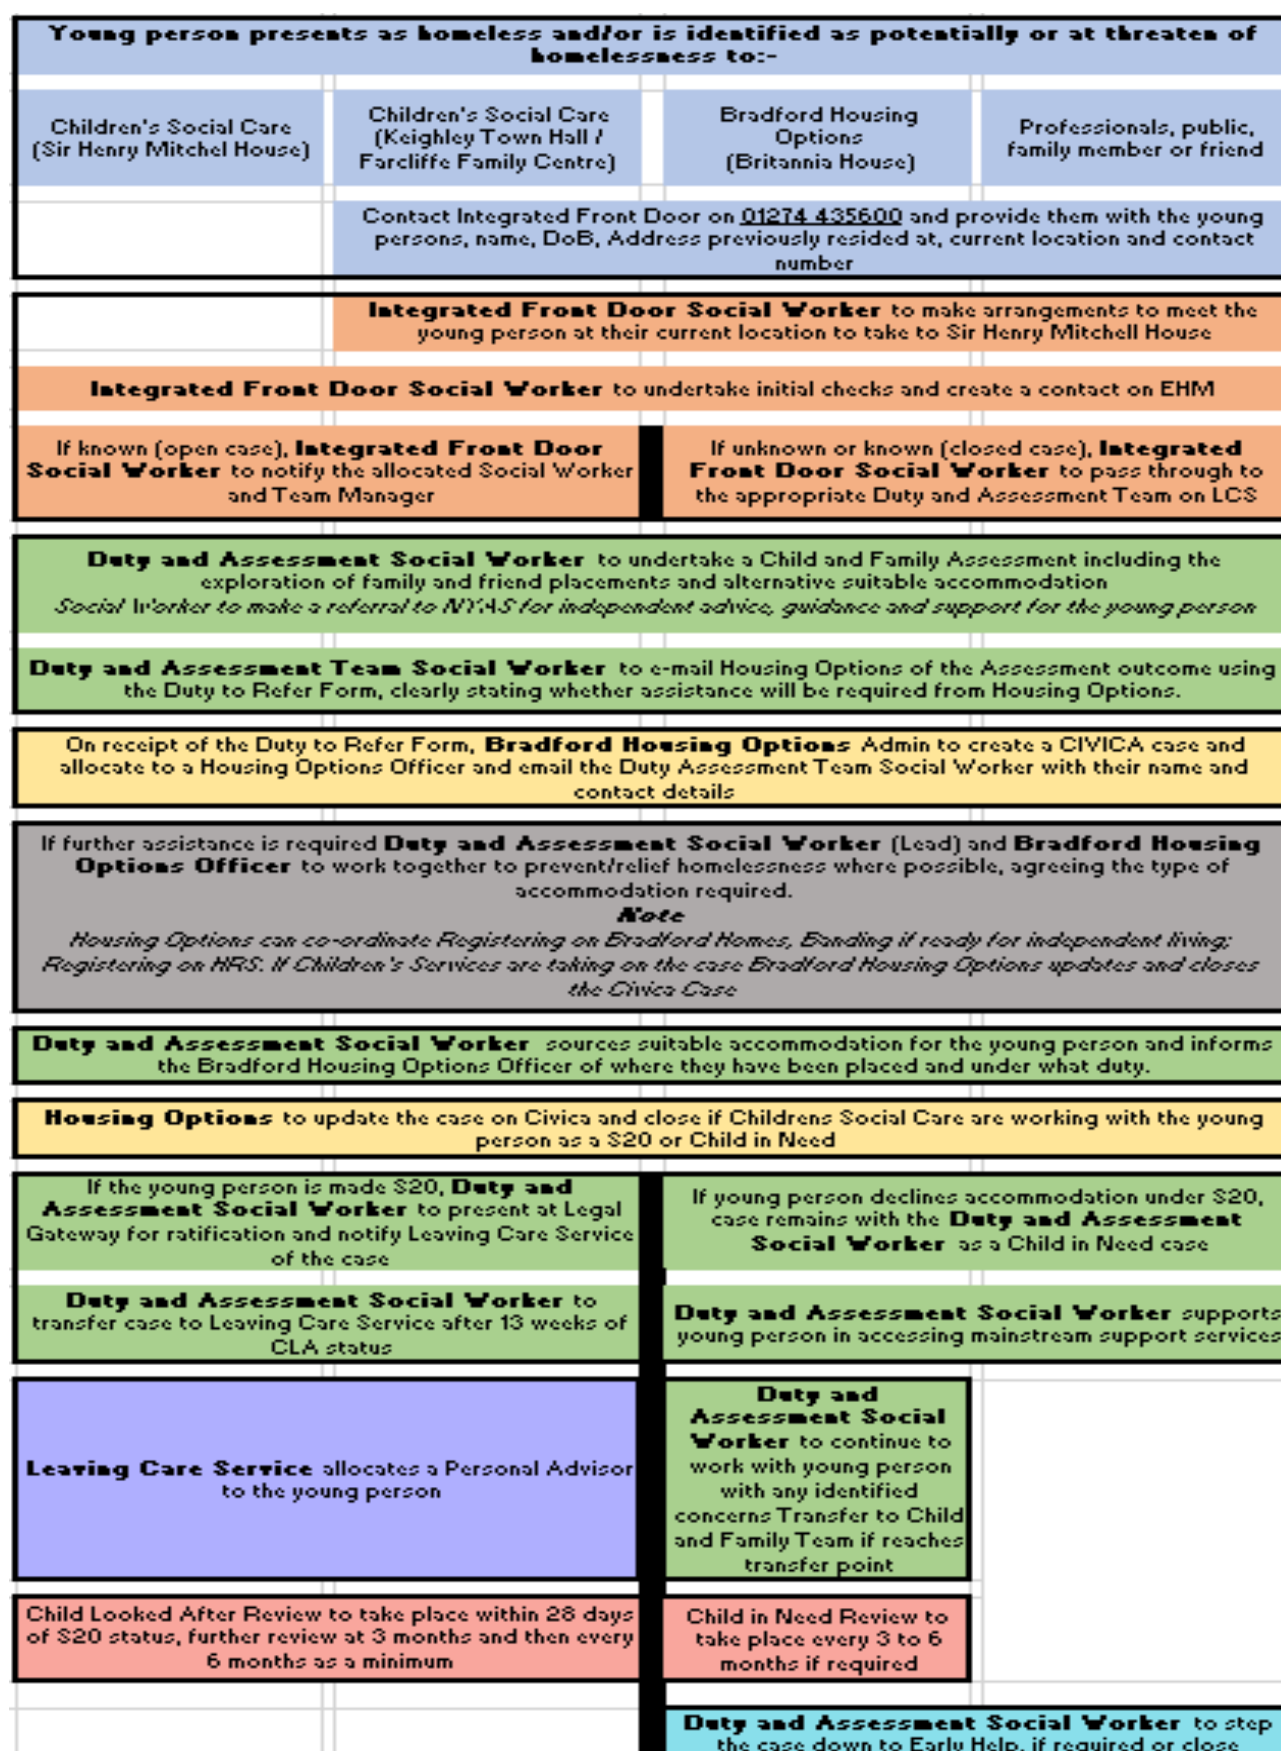 Young person presents as homeless and/or is identified as potentially or at threaten of
homelessness to:-
Children's Social Care
(Sir Henry Mitchel House)
Children's Social Care
(Keighley Town Hall /
Farcliffe Family Centre)
Bradford Housing
Options
(Britannia House)
Professionals, public,
family member or friend
Contact Integrated Front Door on 01274 435600 and provide them with the young
persons, name, DoB, Address previously resided at, current location and contact
number
Integrated Front Door Social Worker to make arrangements to meet the
young person at their current location to take to Sir Henry Mitchell House
Integrated Front Door Social Worker to undertake initial checks and create a contact on EHM
If known (open case), Integrated Front Door
Social Worker to notify the allocated Social Worker
and Team Manager
If unknown or known (closed case), Integrated
Front Door Social Worker to pass through to
the appropriate Duty and Assessment Team on LCS
Duty and Assessment Social Worker to undertake a Child and Family Assessment including the
exploration of family and friend placements and alternative suitable accommodation
Social Worker to make a referral to NYAS for independent advice, guidance and support for the young person
Duty and Assessment Team Social Worker to e-mail Housing Options of the Assessment outcome using
the Duty to Refer Form, clearly stating whether assistance will be required from Housing Options.
On receipt of the Duty to Refer Form, Bradford Housing Options Admin to create a CIVICA case and
allocate to a Housing Options Officer and email the Duty Assessment Team Social Worker with their name and
contact details
If further assistance is required Duty and Assessment Social Worker (Lead) and Bradford Housing
Options Officer to work together to prevent/relief homelessness where possible, agreeing the type of
accommodation required.
Note
Housing Options can co-ordinate Registering on Bradford Homes, Banding if ready for independent living;
Registering on HRS. If Children's Services are taking on the case Bradford Housing Options updates and closes
the Civica Case
Duty and Assessment Social Worker sources suitable accommodation for the young person and informs
the Bradford Housing Options Officer of where they have been placed and under what duty.
Housing Options to update the case on Civica and close if Childrens Social Care are working with the young
person as a S20 or Child in Need
If the young person is made S20, Duty and
Assessment Social Worker to present at Legal
Gateway for ratification and notify Leaving Care Service
of the case
If young person declines accommodation under S20,
case remains with the Duty and Assessment
Social Worker as a Child in Need case
Duty and Assessment Social Worker to
transfer case to Leaving Care Service after 13 weeks of
CLA status
Duty and Assessment Social Worker supports
young person in accessing mainstream support services
Leaving Care Service allocates a Personal Advisor
to the young person
Duty and
Assessment Social
Worker to continue to
work with young person
with any identified
concerns Transfer to Child
and Family Team if reaches
transfer point
Child Looked After Review to take place within 28 days
of S20 status, further review at 3 months and then every
6 months as a minimum
Child in Need Review to
take place every 3 to 6
months if required
Duty and Assessment Social Worker to step
the case down to Early Help, if required or close